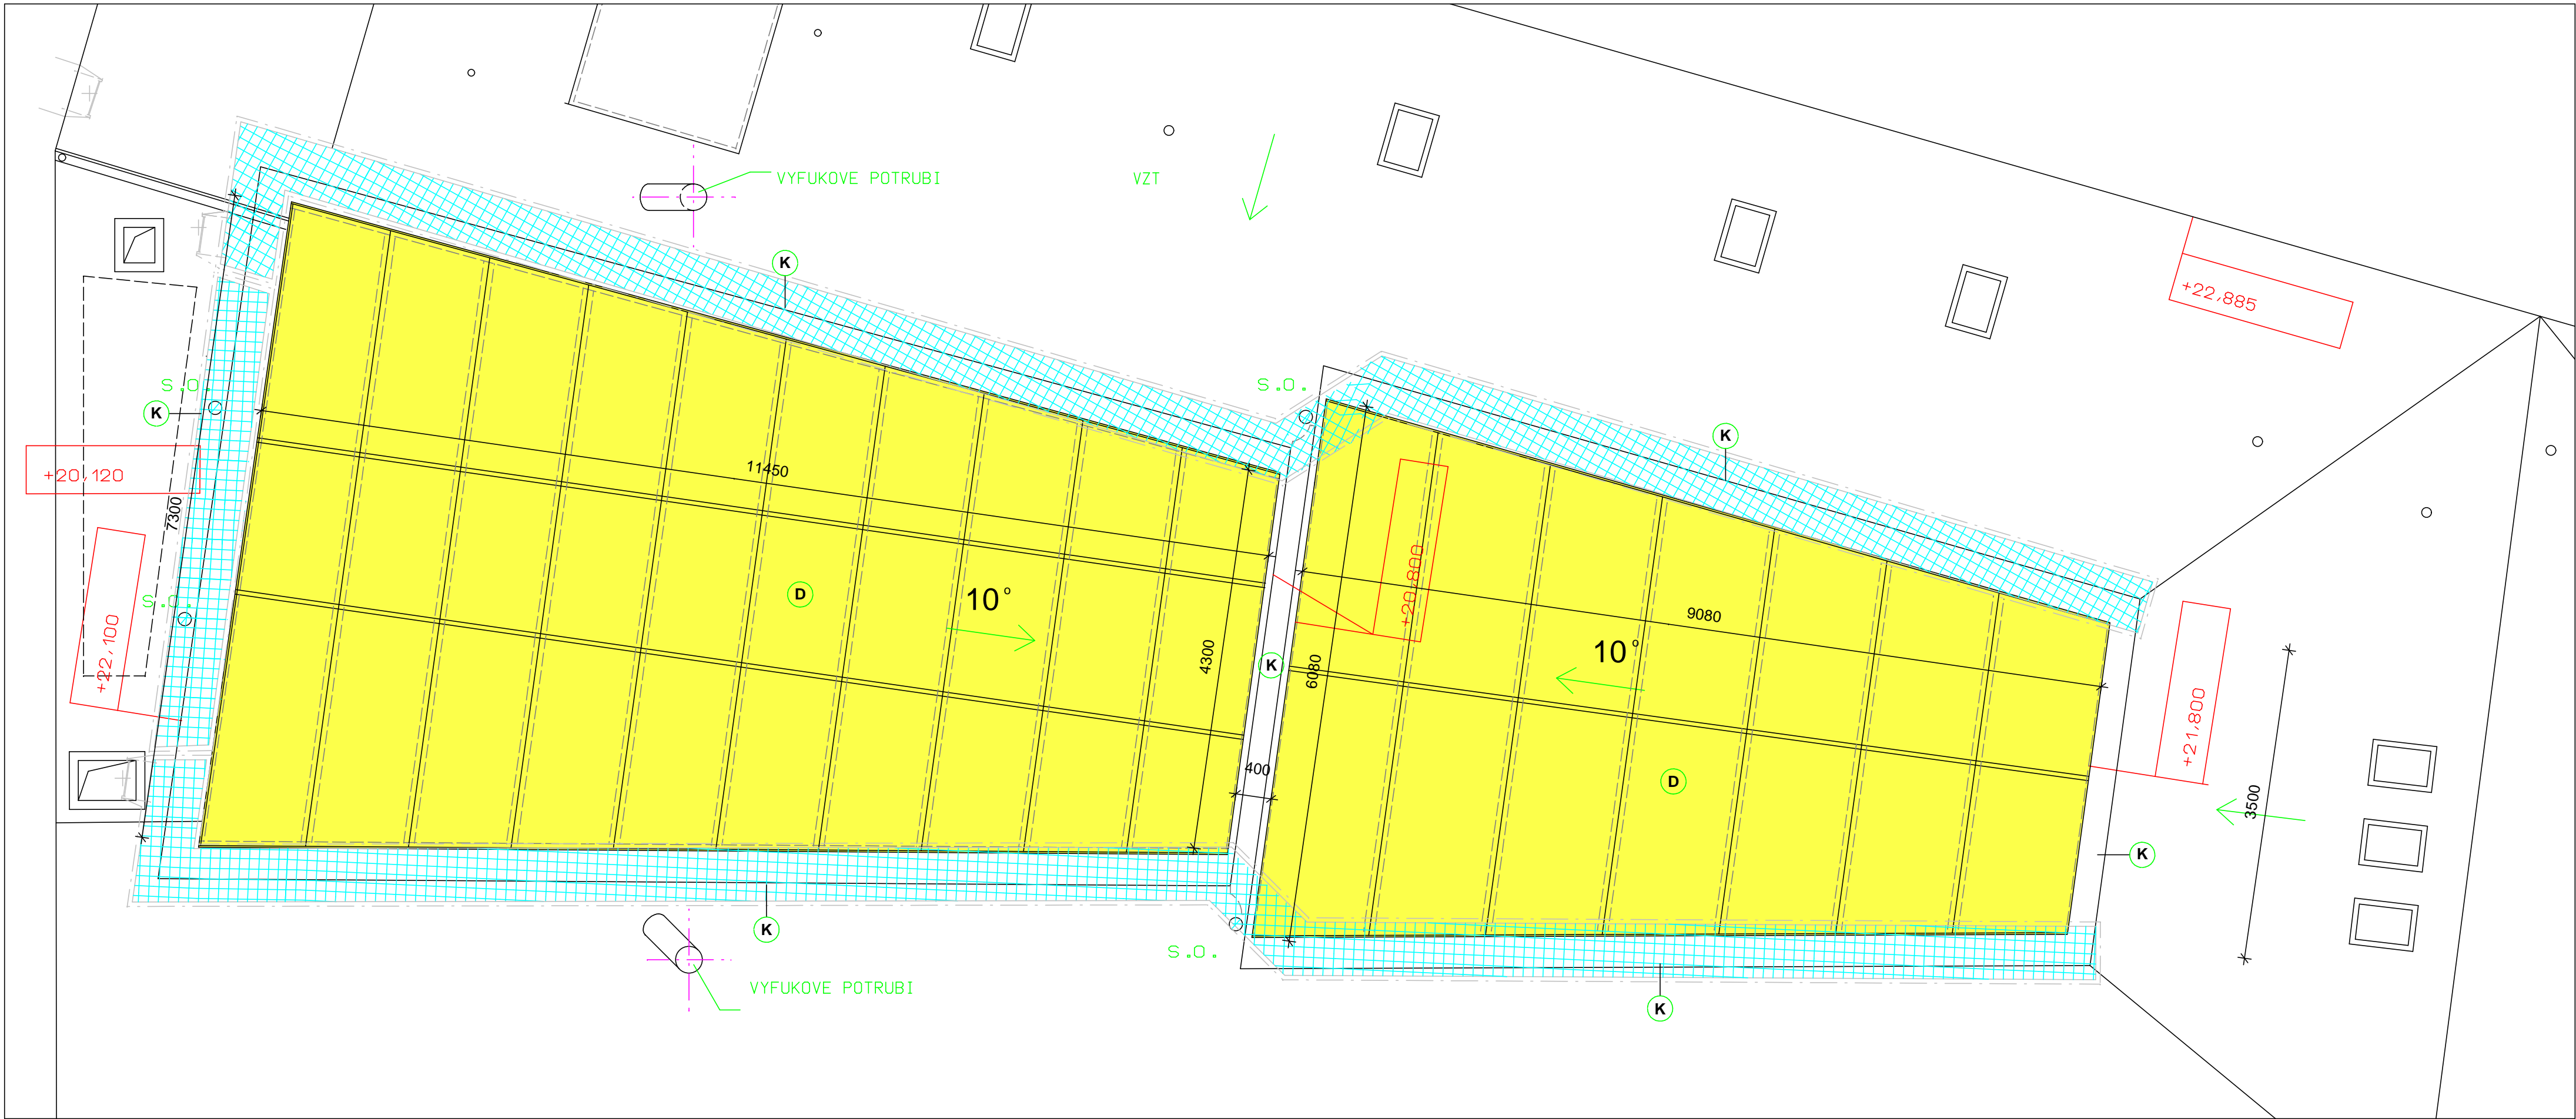 VYFUKOVE POTRUBI
VZT
K
+22,885
S.O.
S.O.
K
K
+20,120
11450
7300
+20,800
S.O.
D
10°
9080
+22,100
4300
K
6080
10°
+21,800
400
D
3500
K
K
S.O.
VYFUKOVE POTRUBI
K